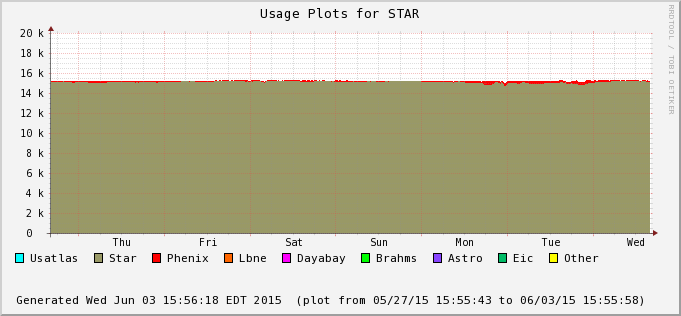 Usage Plots for STAR
RRDTOOL / TOBI OETIKER
20 k
18 k
16 k
14 k
12 k
10 k
8 k
6 k
4 k
2 k
0
Thu Fri Sat Sun Mon Tue Wed
Usatlas Star Phenix Lbne Dayabay Brahms Astro Eic Other
Generated Wed Jun 03 15:56:18 EDT 2015 (plot from 05/27/15 15:55:43 to 06/03/15 15:55:58)